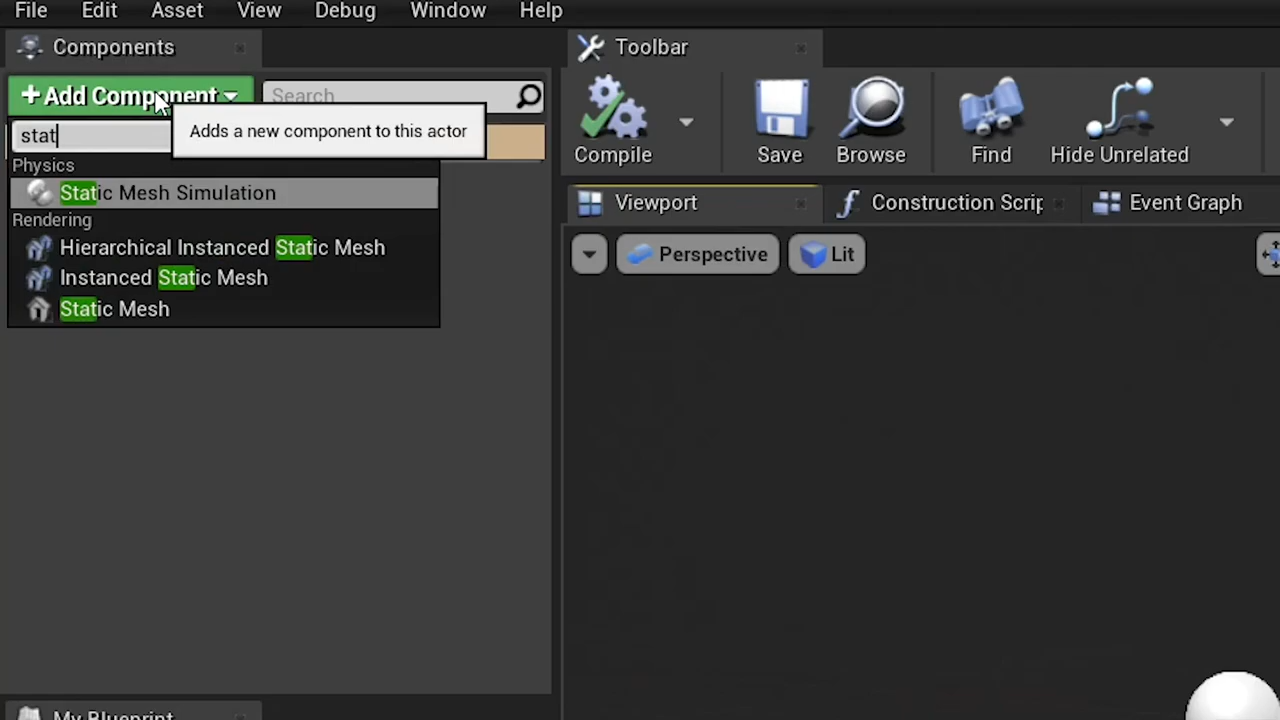 File Edit Asset View Debug Window Help
Components
Toolbar
+ Add Component
Search
Adds a new component to this actor
stat
Physics
Static Mesh Simulation
Rendering
Hierarchical Instanced Static Mesh
Instanced Static Mesh
Static Mesh
Compile Save Browse Find Hide Unrelated
Viewport Construction Scrip Event Graph
Perspective Lit
My Blueprint